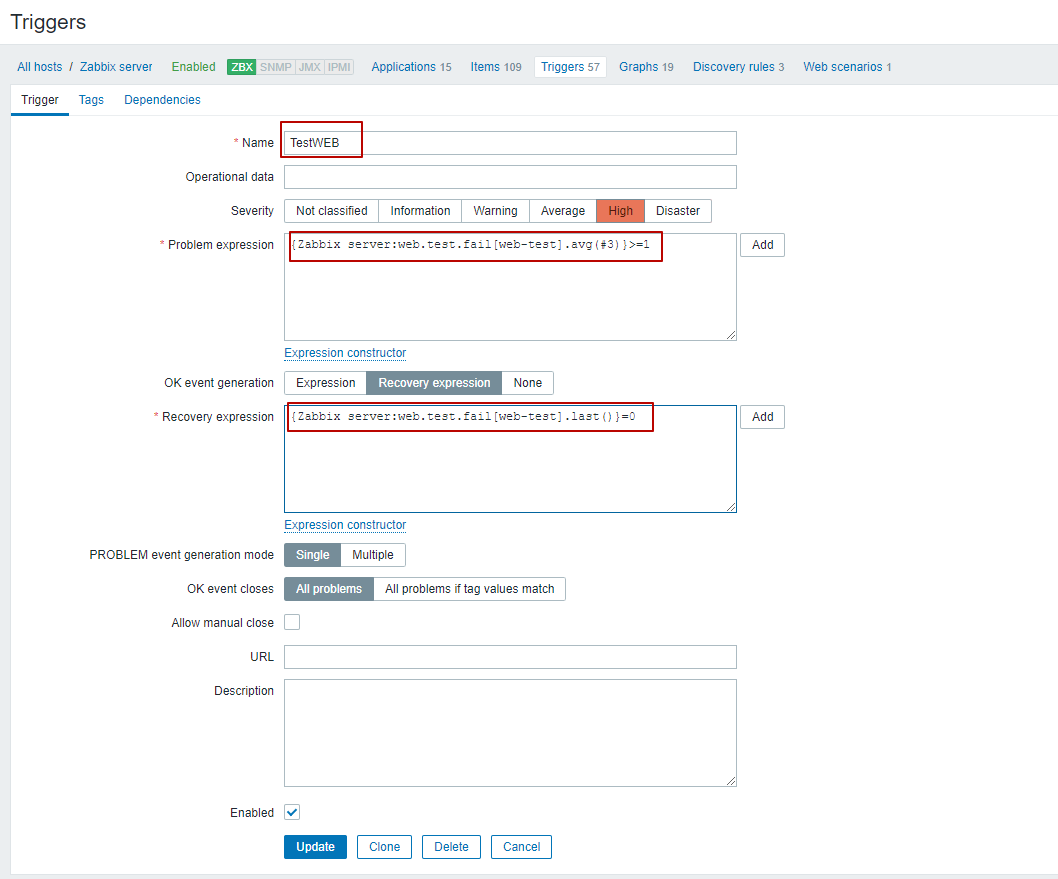 Triggers
All hosts / Zabbix server Enabled ZBX SNMP JMX IPMI Applications 15 Items 109 Triggers 57 Graphs 19 Discovery rules 3 Web scenarios 1
Trigger Tags Dependencies
* Name TestWEB
Operational data
Severity Not classified Information Warning Average High Disaster
* Problem expression {Zabbix server:web.test.fail[web-test].avg(#3)}>=1 Add
Expression constructor
OK event generation Expression Recovery expression None
* Recovery expression {Zabbix server:web.test.fail[web-test].last()}=0 Add
Expression constructor
PROBLEM event generation mode Single Multiple
OK event closes All problems All problems if tag values match
Allow manual close
URL
Description
Enabled
Update Clone Delete Cancel